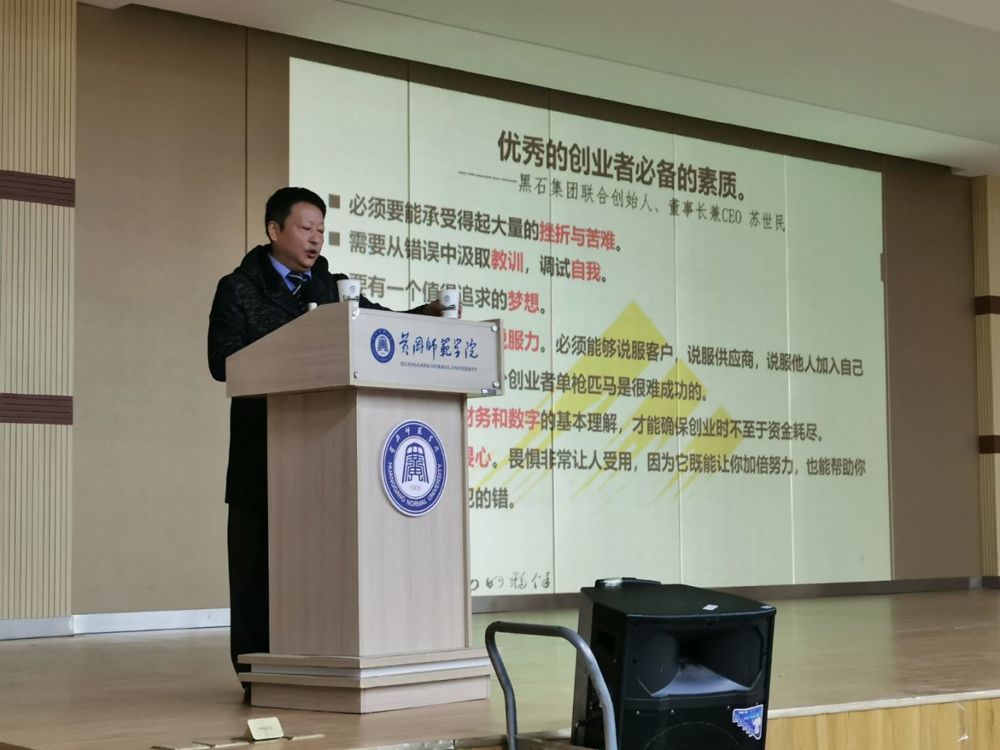 优秀的创业者必备的素质。
————————黑石集团联合创始人、董事长兼CEO 苏世民
■ 必须要能承受得起大量的挫折与苦难。
■ 需要从错误中汲取教训，调试自我。
要有一个值得追求的梦想。
说服力。必须能够说服客户，说服供应商，说服他人加入自己
创业者单枪匹马是很难成功的。
财务和数字的基本理解，才能确保创业时不至于资金耗尽。
畏心。畏惧非常让人受用，因为它既能让你加倍努力，也能帮助你
犯的错。
黄冈师范学院
HUANGGANG NORMAL UNIVERSITY
黄冈师范学院
1905
HUANGGANG NORMAL UNIVERSITY